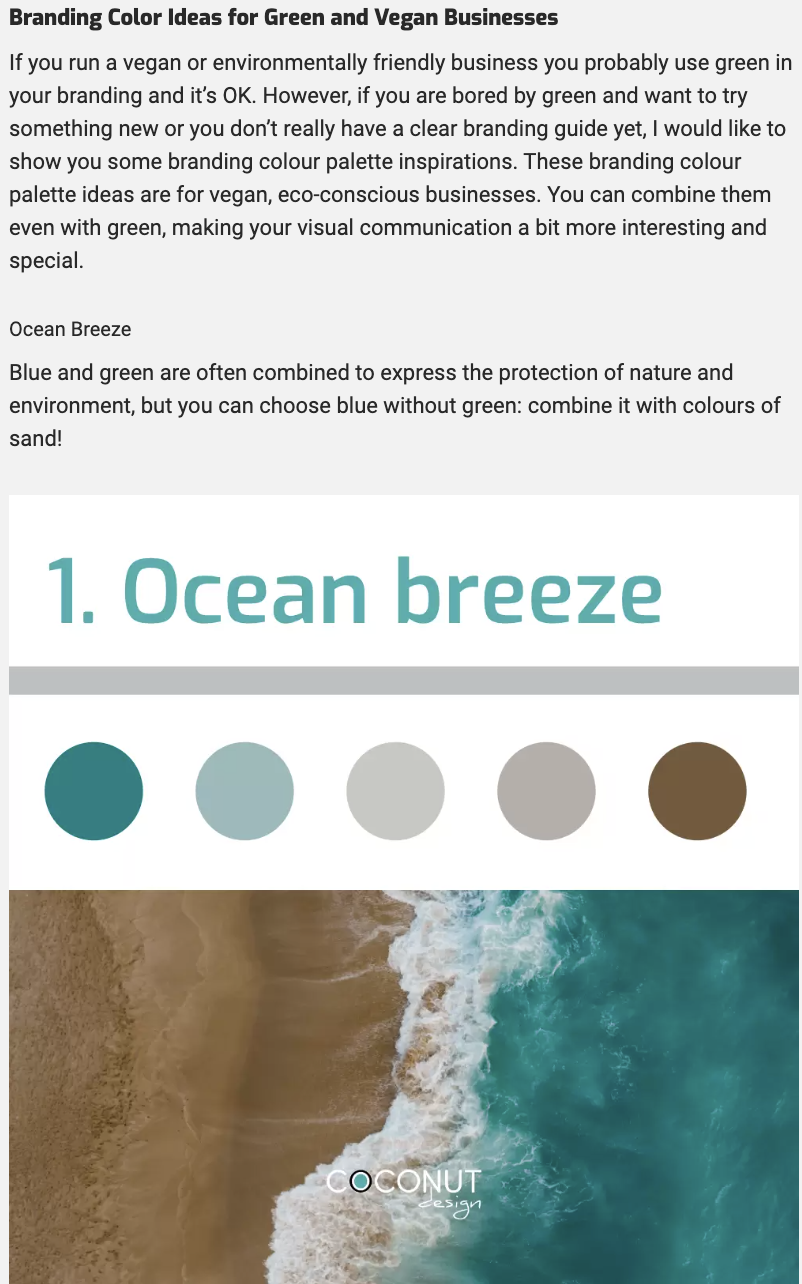 Branding Color Ideas for Green and Vegan Businesses
If you run a vegan or environmentally friendly business you probably use green in
your branding and it’s OK. However, if you are bored by green and want to try
something new or you don’t really have a clear branding guide yet, I would like to
show you some branding colour palette inspirations. These branding colour
palette ideas are for vegan, eco-conscious businesses. You can combine them
even with green, making your visual communication a bit more interesting and
special.
Ocean Breeze
Blue and green are often combined to express the protection of nature and
environment, but you can choose blue without green: combine it with colours of
sand!
1. Ocean breeze
COCONUT
design